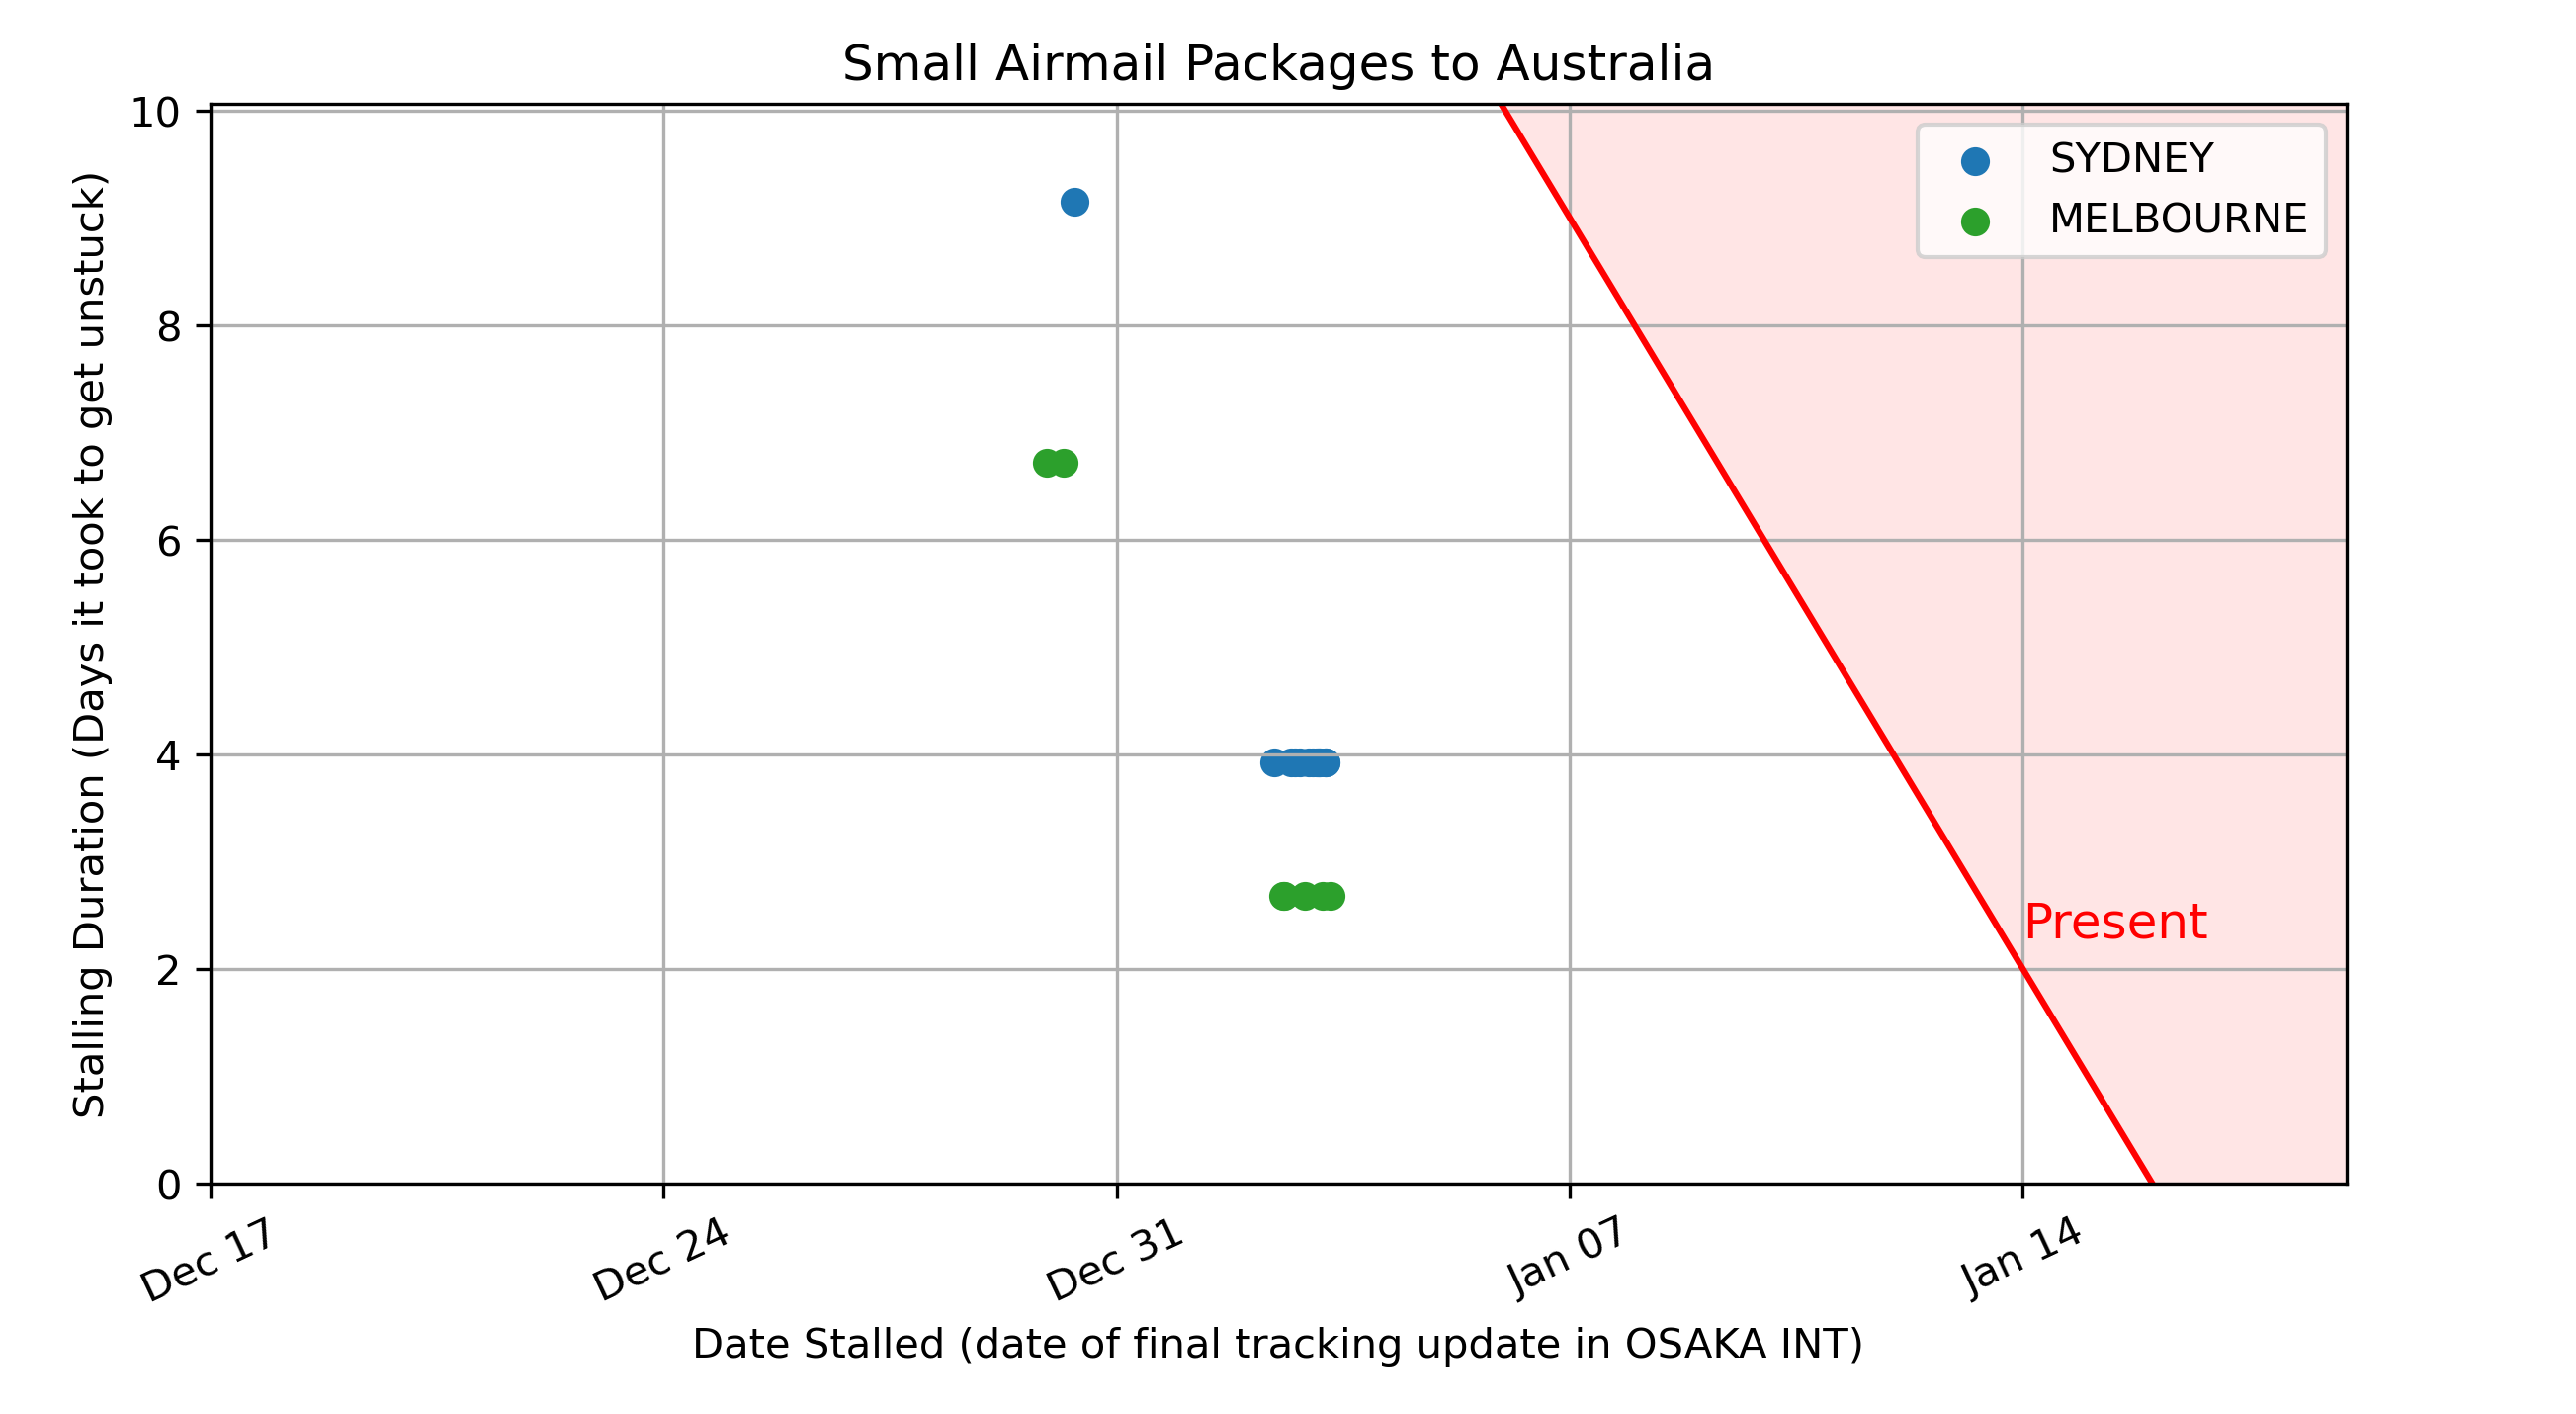 Small Airmail Packages to Australia
10
8
6
4
2
0
Stalling Duration (Days it took to get unstuck)
SYDNEY
MELBOURNE
Present
Dec 17
Dec 24
Dec 31
Jan 07
Jan 14
Date Stalled (date of final tracking update in OSAKA INT)